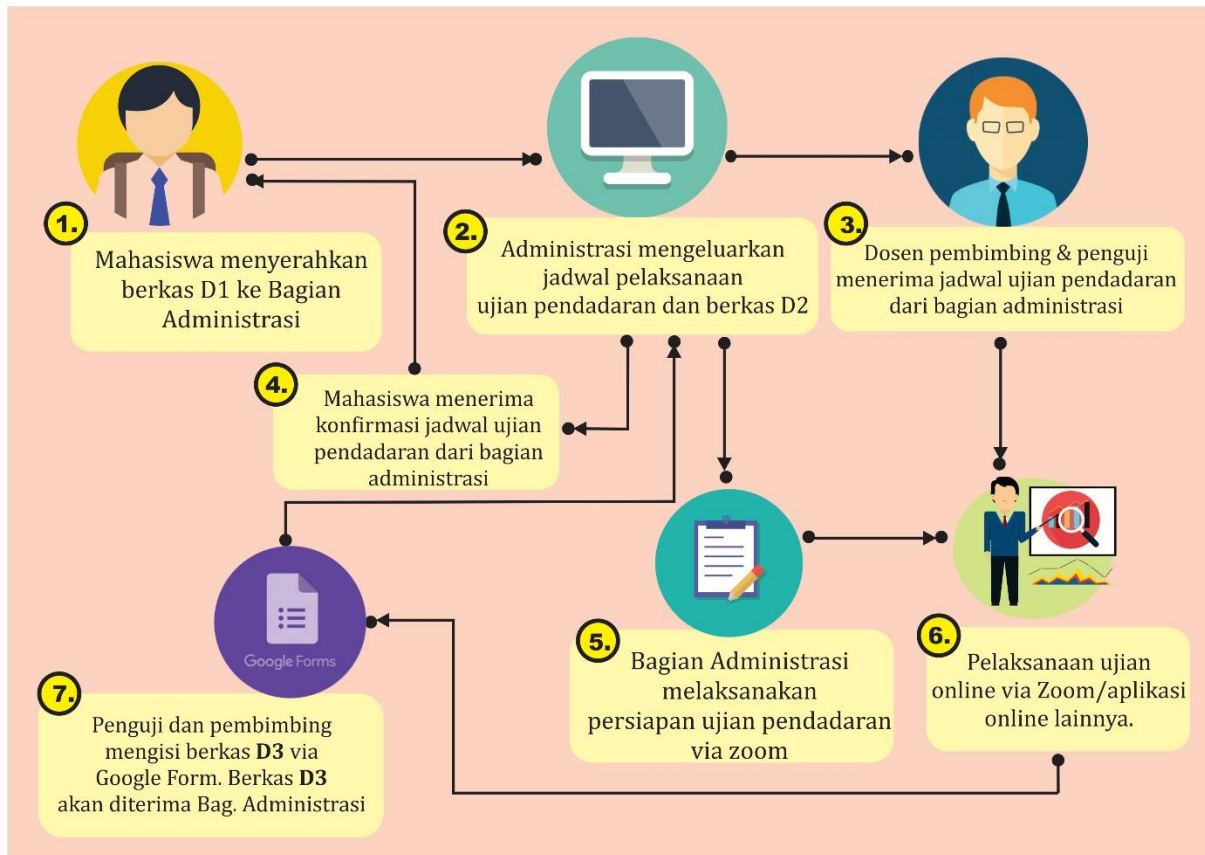 1.
Mahasiswa menyerahkan
berkas D1 ke Bagian
Administrasi
2.
Administrasi mengeluarkan
jadwal pelaksanaan
ujian pendadaran dan berkas D2
3.
Dosen pembimbing & penguji
menerima jadwal ujian pendadaran
dari bagian administrasi
4.
Mahasiswa menerima
konfirmasi jadwal ujian
pendadaran dari bagian
administrasi
5.
Bagian Administrasi
melaksanakan
persiapan ujian pendadaran
via zoom
6.
Pelaksanaan ujian
online via Zoom/aplikasi
online lainnya.
Google Forms
7.
Penguji dan pembimbing
mengisi berkas D3 via
Google Form. Berkas D3
akan diterima Bag. Administrasi